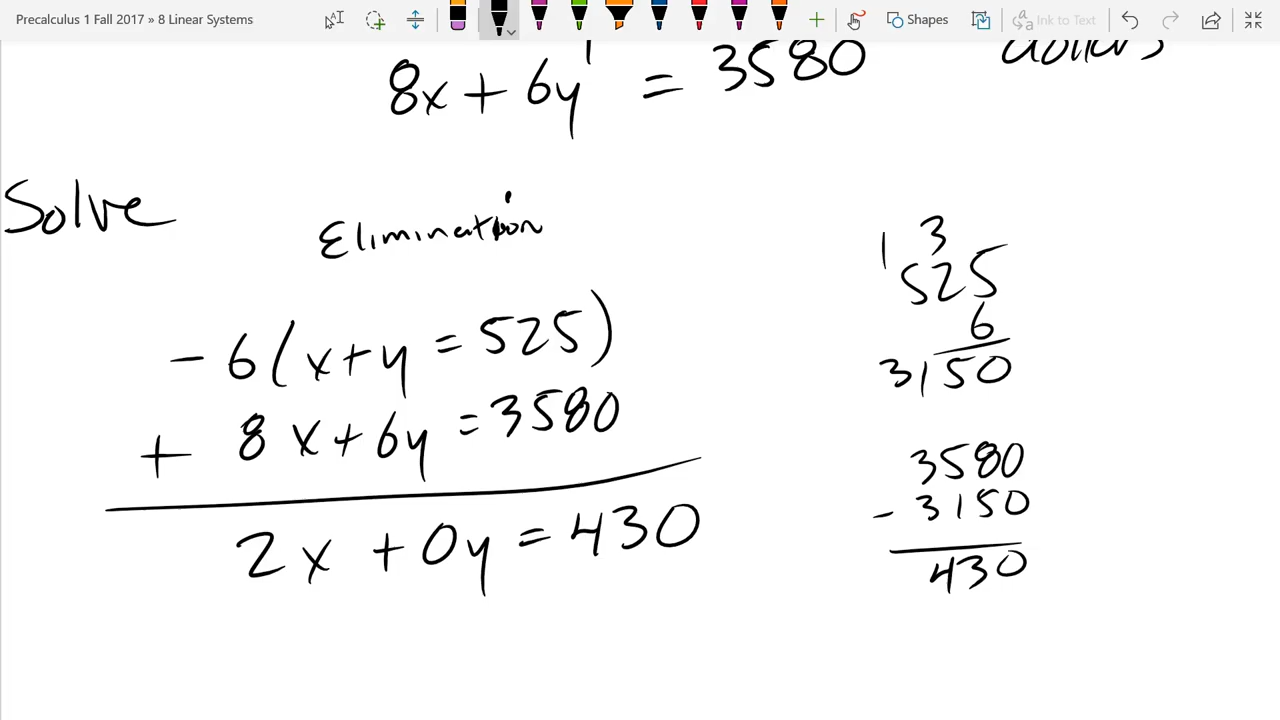 Precalculus 1 Fall 2017 » 8 Linear Systems
Shapes
Ink to Text
dollars
8x + 6y = 3580
Solve
Elimination
-6(x+y = 525)
+ 8x + 6y = 3580
2x + 0y = 430
1 3
525
6
3150
3580
- 3150
430